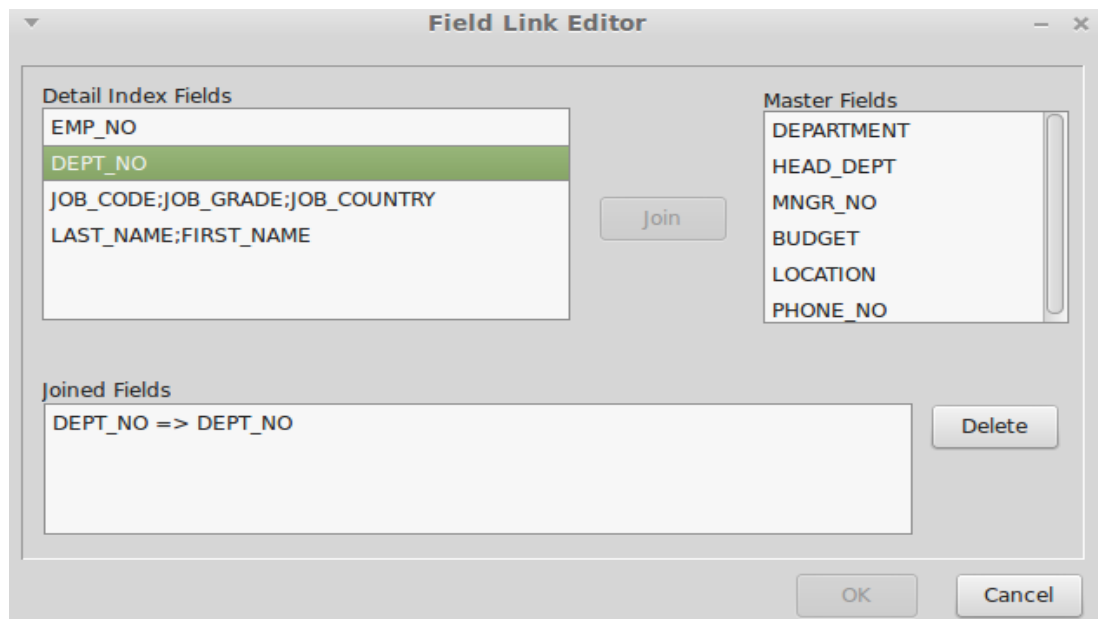 Field Link Editor
Detail Index Fields
EMP_NO
DEPT_NO
JOB_CODE;JOB_GRADE;JOB_COUNTRY
LAST_NAME;FIRST_NAME
Join
Master Fields
DEPARTMENT
HEAD_DEPT
MNGR_NO
BUDGET
LOCATION
PHONE_NO
Joined Fields
DEPT_NO => DEPT_NO
Delete
OK
Cancel